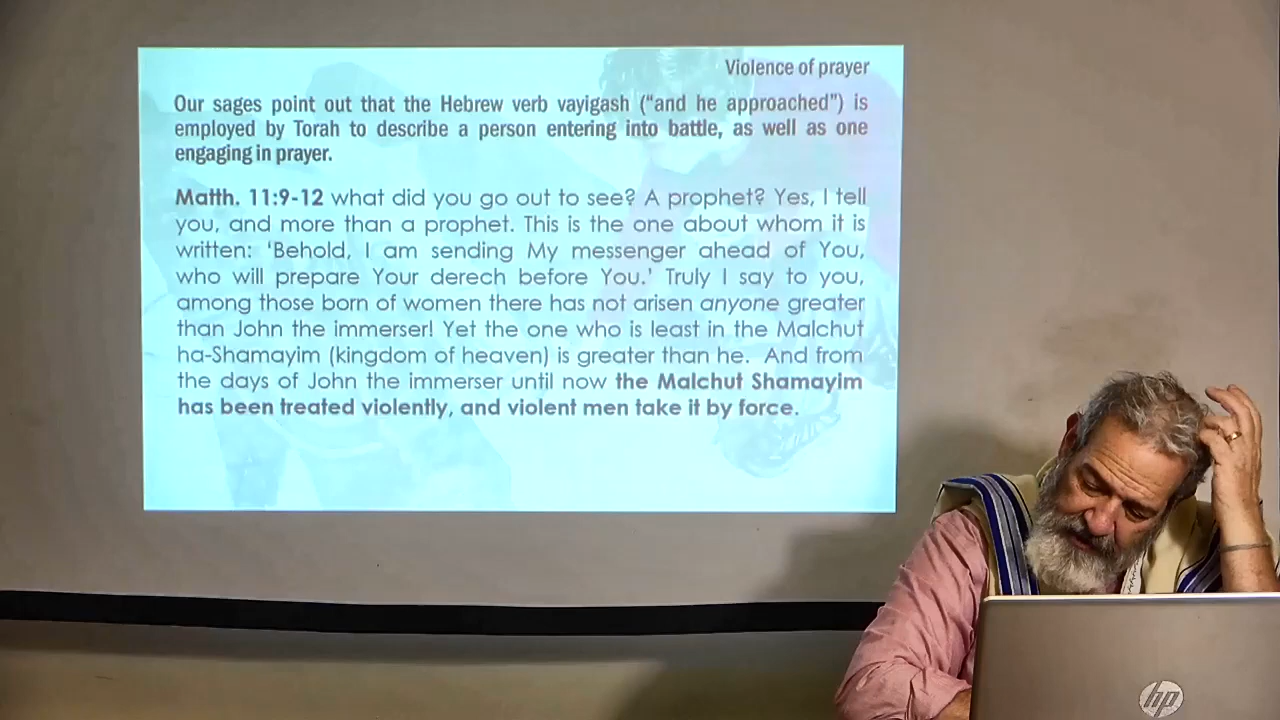 Violence of prayer
Our sages point out that the Hebrew verb vayigash (“and he approached”) is
employed by Torah to describe a person entering into battle, as well as one
engaging in prayer.
Matth. 11:9-12 what did you go out to see? A prophet? Yes, I tell
you, and more than a prophet. This is the one about whom it is
written: ‘Behold, I am sending My messenger ahead of You,
who will prepare Your derech before You.’ Truly I say to you,
among those born of women there has not arisen anyone greater
than John the immerser! Yet the one who is least in the Malchut
ha-Shamayim (kingdom of heaven) is greater than he. And from
the days of John the immerser until now the Malchut Shamayim
has been treated violently, and violent men take it by force.
hp